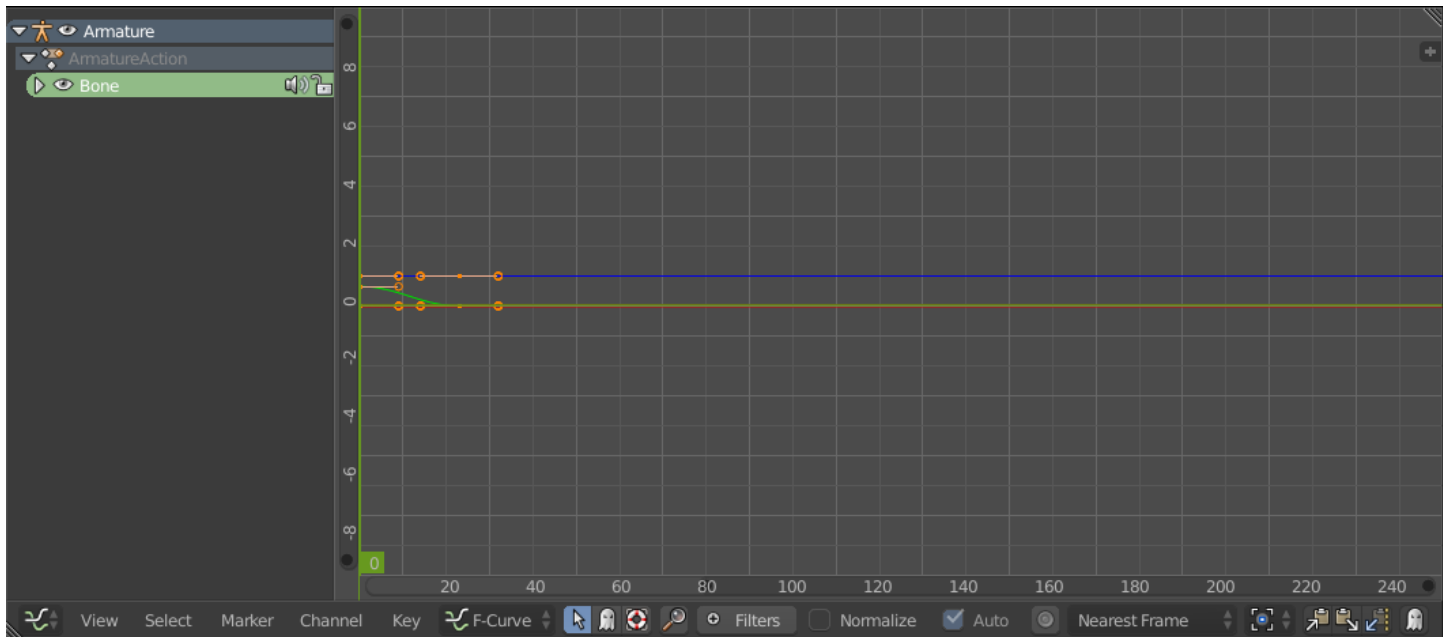 Armature
ArmatureAction
Bone
8
6
4
2
0
-2
-4
-6
-8
0
20 40 60 80 100 120 140 160 180 200 220 240
View Select Marker Channel Key F-Curve Filters Normalize Auto Nearest Frame